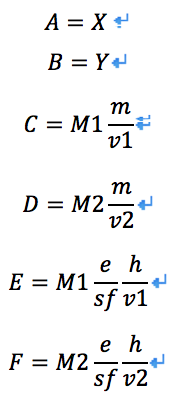 A = X
B = Y
C = M1 m/v1
D = M2 m/v2
E = M1 e/sf h/v1
F = M2 e/sf h/v2